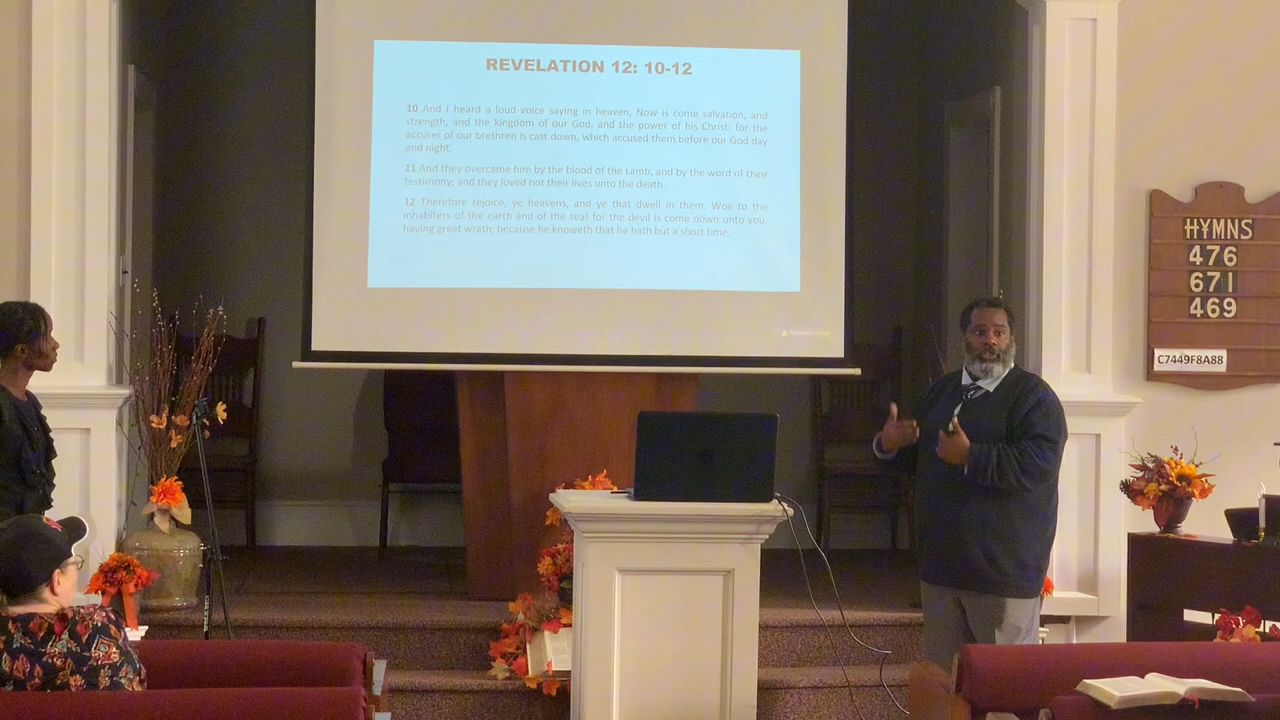 REVELATION 12: 10-12
10 And I heard a loud voice saying in heaven, Now is come salvation, and
strength, and the kingdom of our God, and the power of his Christ: for the
accuser of our brethren is cast down, which accused them before our God day
and night.
11 And they overcame him by the blood of the Lamb, and by the word of their
testimony; and they loved not their lives unto the death.
12 Therefore rejoice, ye heavens, and ye that dwell in them. Woe to the
inhabiters of the earth and of the sea! for the devil is come down unto you,
having great wrath, because he knoweth that he hath but a short time.
HYMNS
476
671
469
C7449F8A88